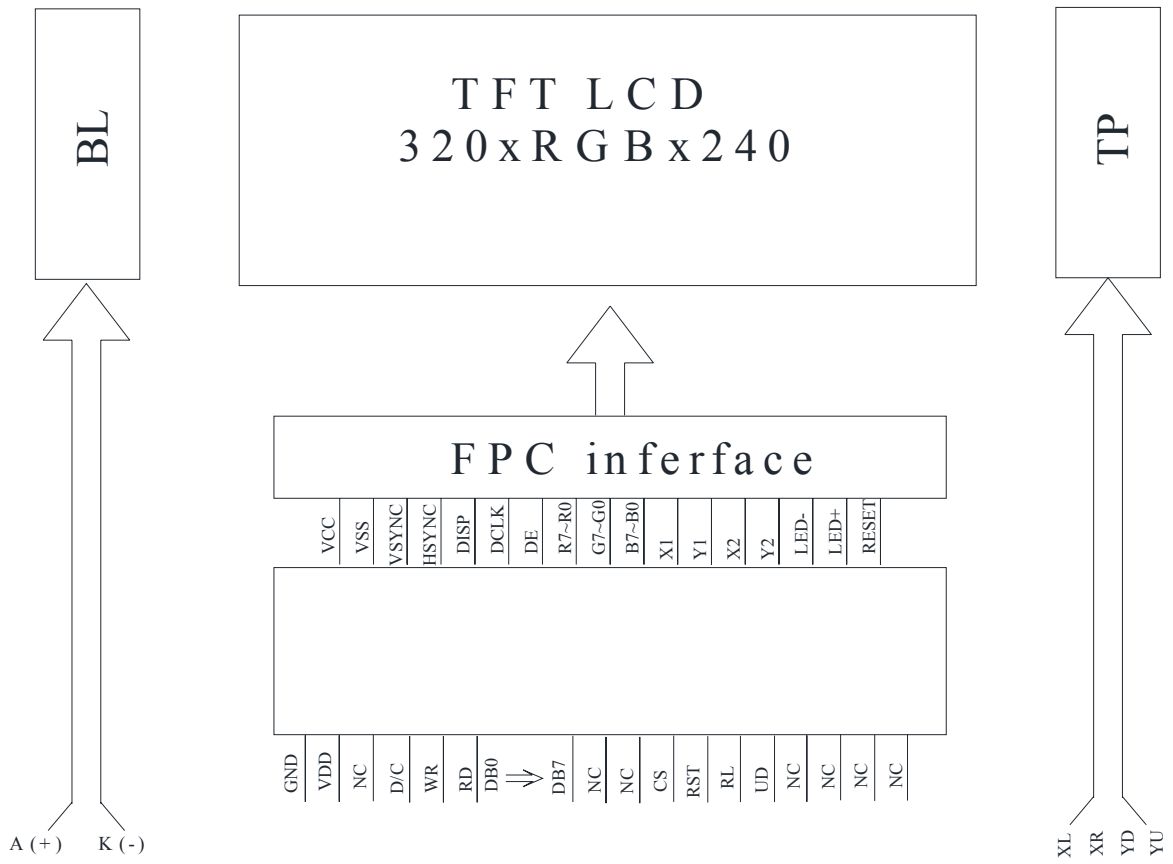 BL
TFT LCD
320xRGBx240
TP
FPC inferface
VCC
VSS
VSYNC
HSYNC
DISP
DCLK
DE
R7~R0
G7~G0
B7~B0
X1
Y1
X2
Y2
LED-
LED+
RESET
GND
VDD
NC
D/C
WR
RD
DB0
DB7
NC
NC
CS
RST
RL
UD
NC
NC
NC
NC
A (+)
K (-)
XL
XR
YD
YU